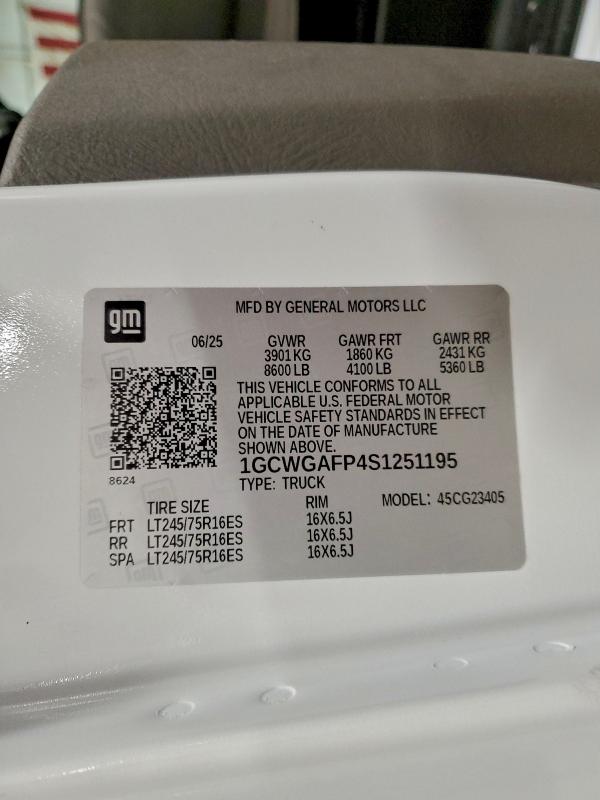 gm
MFD BY GENERAL MOTORS LLC
06/25 GVWR GAWR FRT GAWR RR
3901 KG 1860 KG 2431 KG
8600 LB 4100 LB 5360 LB
THIS VEHICLE CONFORMS TO ALL
APPLICABLE U.S. FEDERAL MOTOR
VEHICLE SAFETY STANDARDS IN EFFECT
ON THE DATE OF MANUFACTURE
SHOWN ABOVE.
1GCWGAFP4S1251195
8624
TYPE: TRUCK
TIRE SIZE RIM MODEL: 45CG23405
FRT LT245/75R16ES 16X6.5J
RR LT245/75R16ES 16X6.5J
SPA LT245/75R16ES 16X6.5J